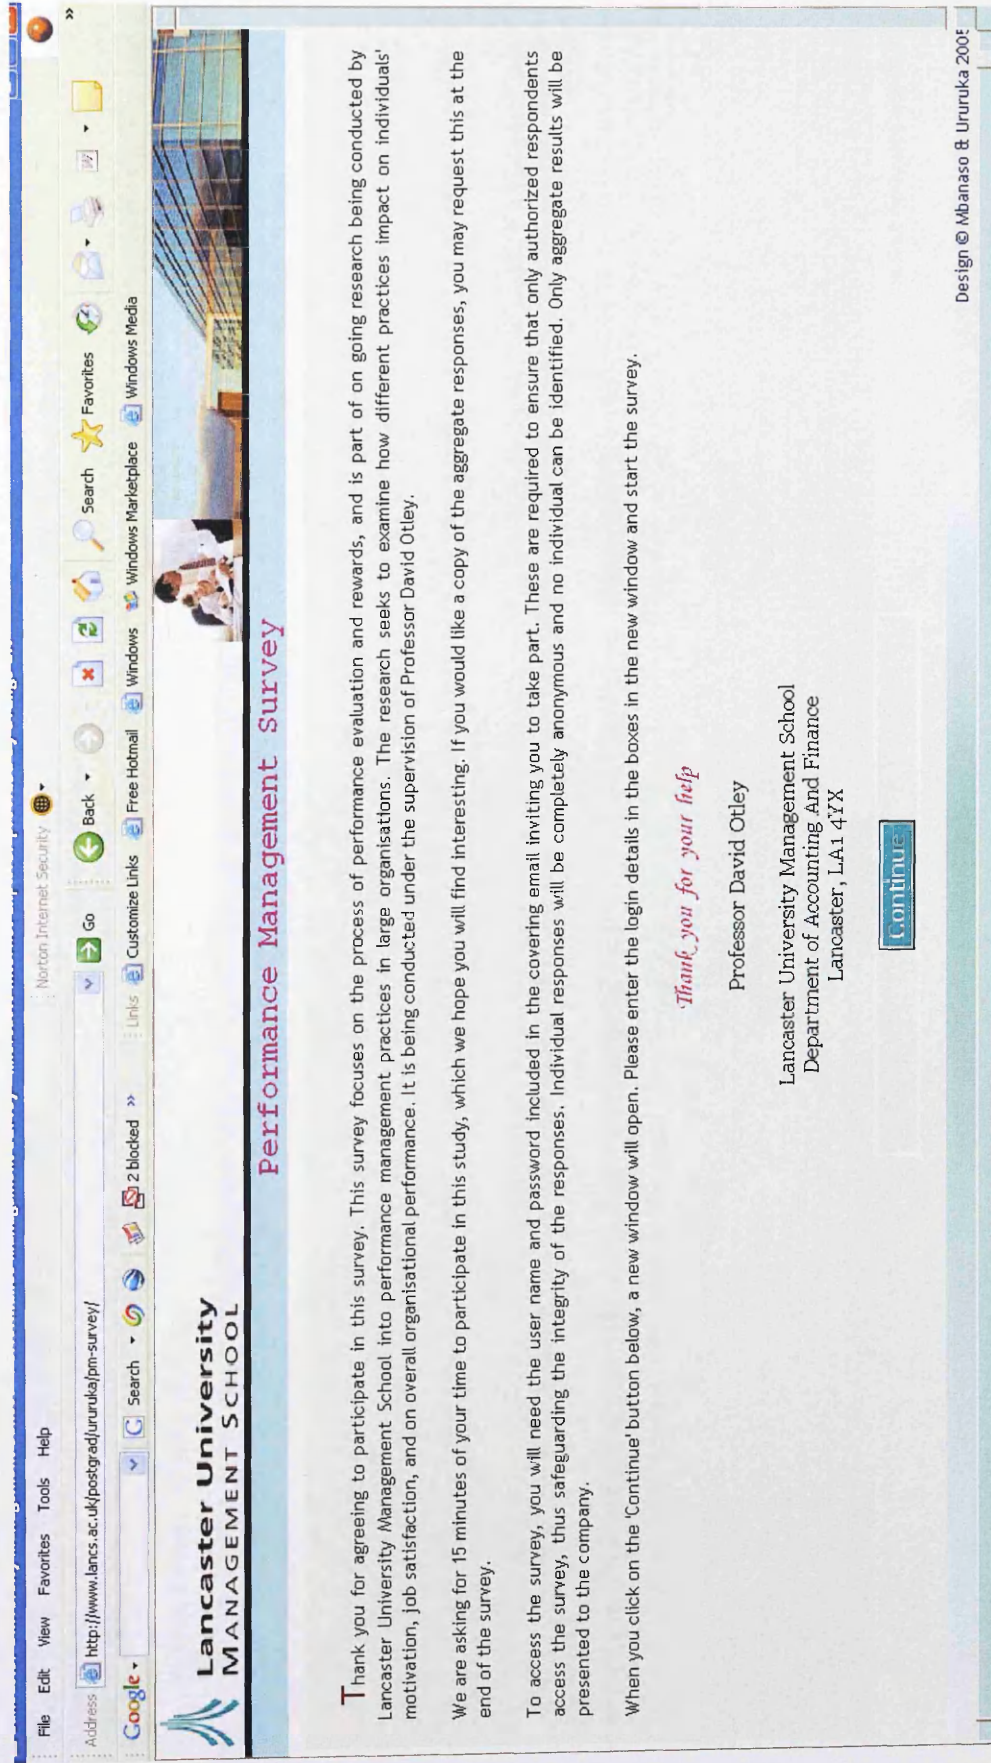 Norton Internet Security
File Edit View Favorites Tools Help
Back Search Favorites
Address http://www.lancs.ac.uk/postgrad/ururuka/pm-survey/ Go
Links Customize Links Free Hotmail Windows Windows Marketplace Windows Media
Google G Search 2 blocked
Lancaster University
MANAGEMENT SCHOOL
Performance Management Survey
Thank you for agreeing to participate in this survey. This survey focuses on the process of performance evaluation and rewards, and is part of on going research being conducted by
Lancaster University Management School into performance management practices in large organisations. The research seeks to examine how different practices impact on individuals'
motivation, job satisfaction, and on overall organisational performance. It is being conducted under the supervision of Professor David Otley.
We are asking for 15 minutes of your time to participate in this study, which we hope you will find interesting. If you would like a copy of the aggregate responses, you may request this at the
end of the survey.
To access the survey, you will need the user name and password included in the covering email inviting you to take part. These are required to ensure that only authorized respondents
access the survey, thus safeguarding the integrity of the responses. Individual responses will be completely anonymous and no individual can be identified. Only aggregate results will be
presented to the company.
When you click on the 'Continue' button below, a new window will open. Please enter the login details in the boxes in the new window and start the survey.
Thank you for your help
Professor David Otley
Lancaster University Management School
Department of Accounting And Finance
Lancaster, LA1 4YX
Continue
Design © Mbanaso & Ururuka 2005